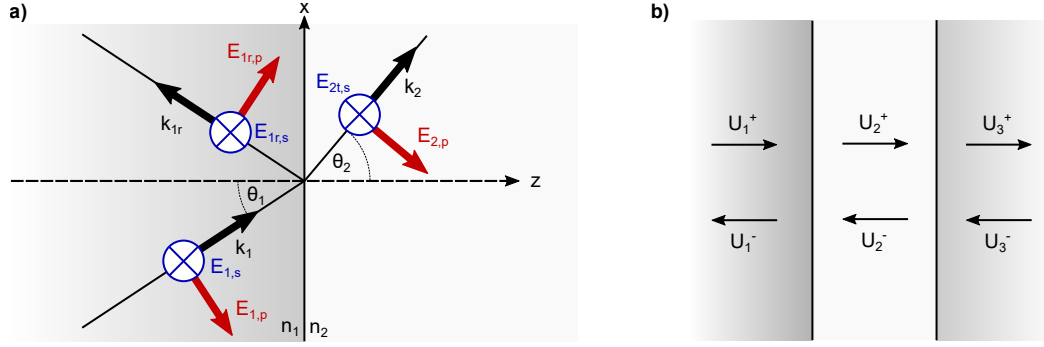 a)
x
E1r,p
k1r
E1r,s
E2t,s
k2
E2,p
θ2
z
θ1
k1
E1,s
E1,p
n1 n2
b)
U1+ U2+ U3+
U1- U2- U3-